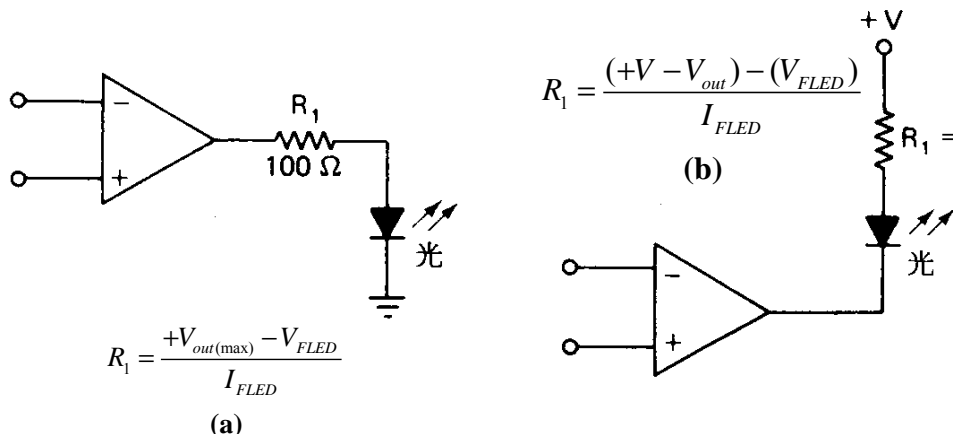 −
+
R₁
100 Ω
光
R₁ = (+V_out(max) − V_FLED) / I_FLED
(a)
+V
R₁ = ((+V − V_out) − (V_FLED)) / I_FLED
(b)
R₁ =
光
−
+